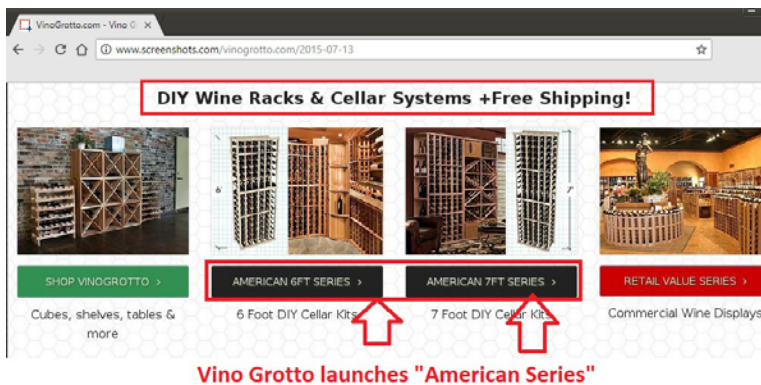 VinoGrotto.com - Vino G
www.screenshots.com/vinogrotto.com/2015-07-13
DIY Wine Racks & Cellar Systems +Free Shipping!
6'
7'
SHOP VINOGROTTO >
AMERICAN 6FT SERIES >
AMERICAN 7FT SERIES >
RETAIL VALUE SERIES >
Cubes, shelves, tables &
more
6 Foot DIY Cellar Kits
7 Foot DIY Cellar Kits
Commercial Wine Displays
Vino Grotto launches "American Series"